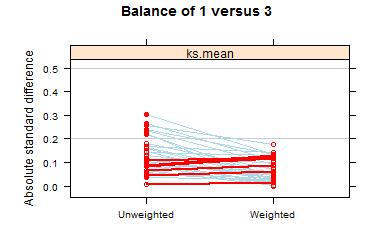 Balance of 1 versus 3
ks.mean
Absolute standard difference
0.5
0.4
0.3
0.2
0.1
0.0
Unweighted Weighted